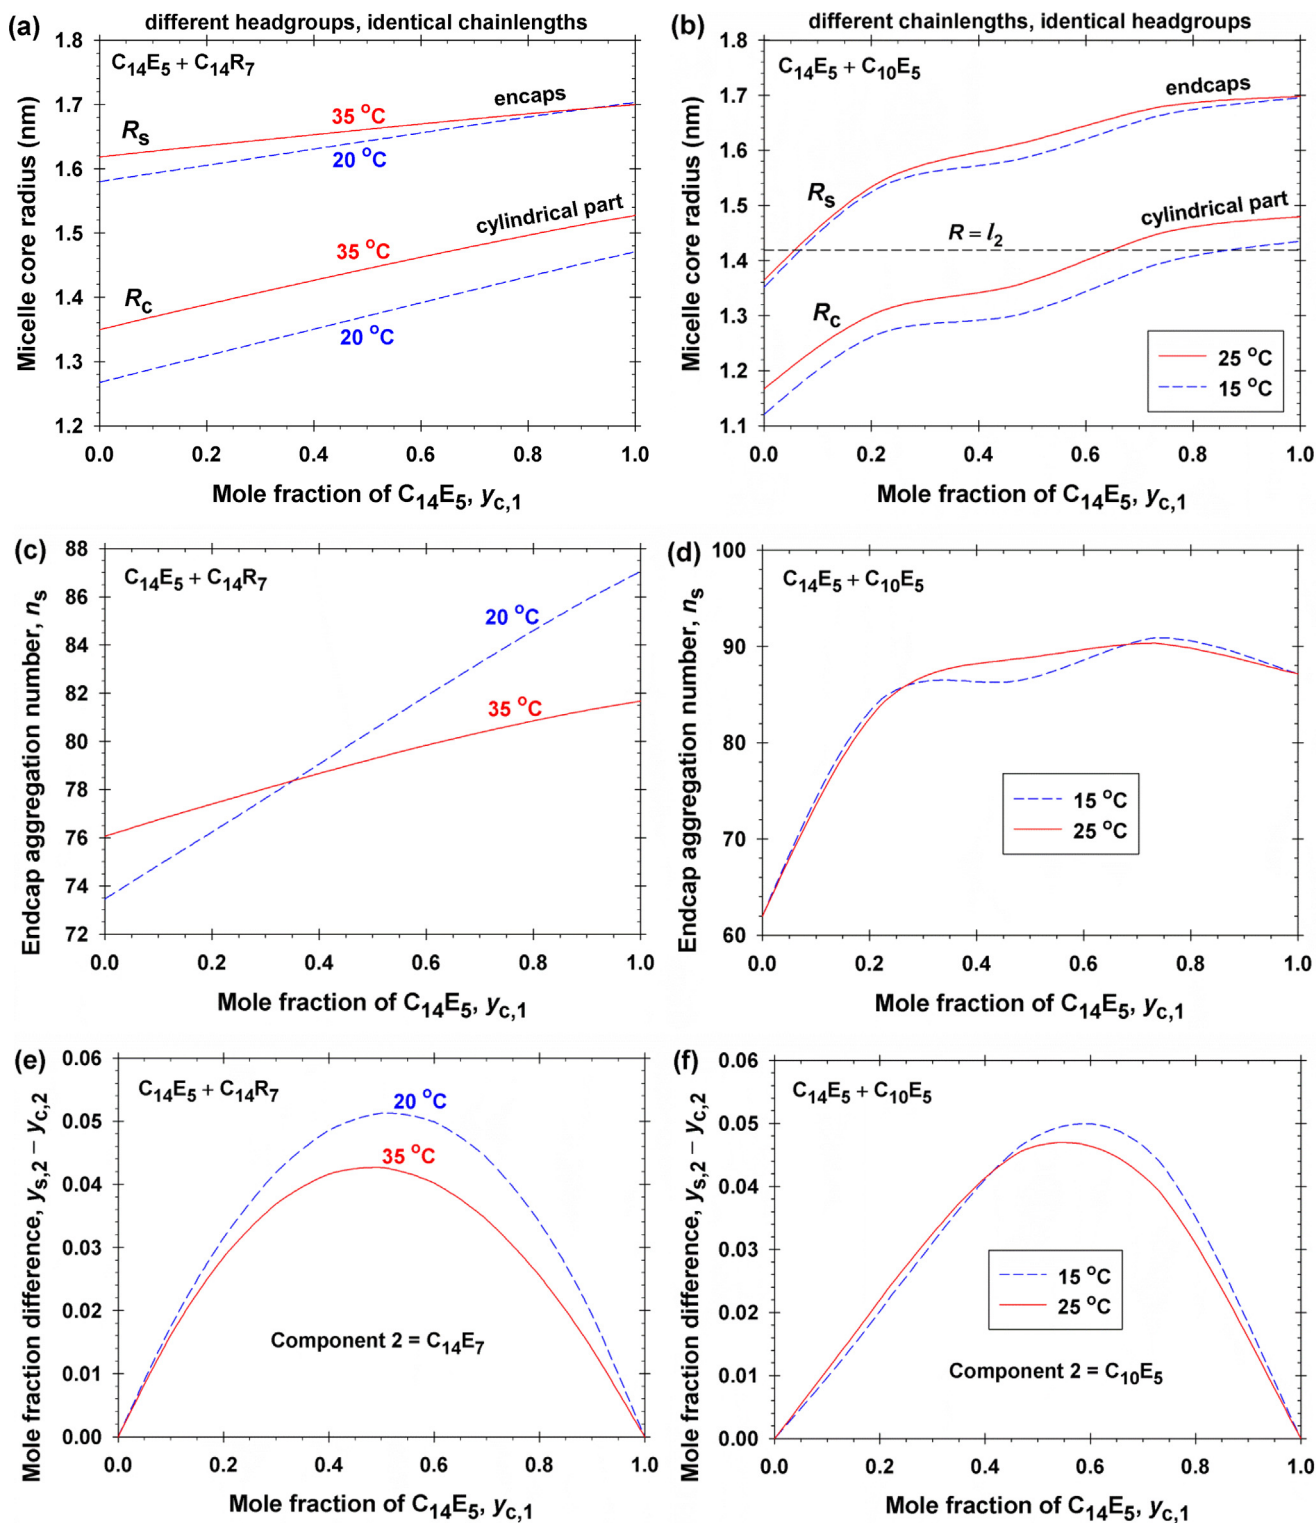 (a)
different headgroups, identical chainlengths
C14E5 + C14R7
encaps
35 °C
Rs
20 °C
cylindrical part
35 °C
Rc
20 °C
Micelle core radius (nm)
1.8
1.7
1.6
1.5
1.4
1.3
1.2
0.0 0.2 0.4 0.6 0.8 1.0
Mole fraction of C14E5, yc,1
(b)
different chainlengths, identical headgroups
C14E5 + C10E5
endcaps
Rs
cylindrical part
R = l2
Rc
25 °C
15 °C
Micelle core radius (nm)
1.8
1.7
1.6
1.5
1.4
1.3
1.2
1.1
0.0 0.2 0.4 0.6 0.8 1.0
Mole fraction of C14E5, yc,1
(c)
C14E5 + C14R7
20 °C
35 °C
Endcap aggregation number, ns
88
86
84
82
80
78
76
74
72
0.0 0.2 0.4 0.6 0.8 1.0
Mole fraction of C14E5, yc,1
(d)
C14E5 + C10E5
15 °C
25 °C
Endcap aggregation number, ns
100
90
80
70
60
0.0 0.2 0.4 0.6 0.8 1.0
Mole fraction of C14E5, yc,1
(e)
C14E5 + C14R7
20 °C
35 °C
Component 2 = C14E7
Mole fraction difference, ys,2 − yc,2
0.06
0.05
0.04
0.03
0.02
0.01
0.00
0.0 0.2 0.4 0.6 0.8 1.0
Mole fraction of C14E5, yc,1
(f)
C14E5 + C10E5
15 °C
25 °C
Component 2 = C10E5
Mole fraction difference, ys,2 − yc,2
0.06
0.05
0.04
0.03
0.02
0.01
0.00
0.0 0.2 0.4 0.6 0.8 1.0
Mole fraction of C14E5, yc,1